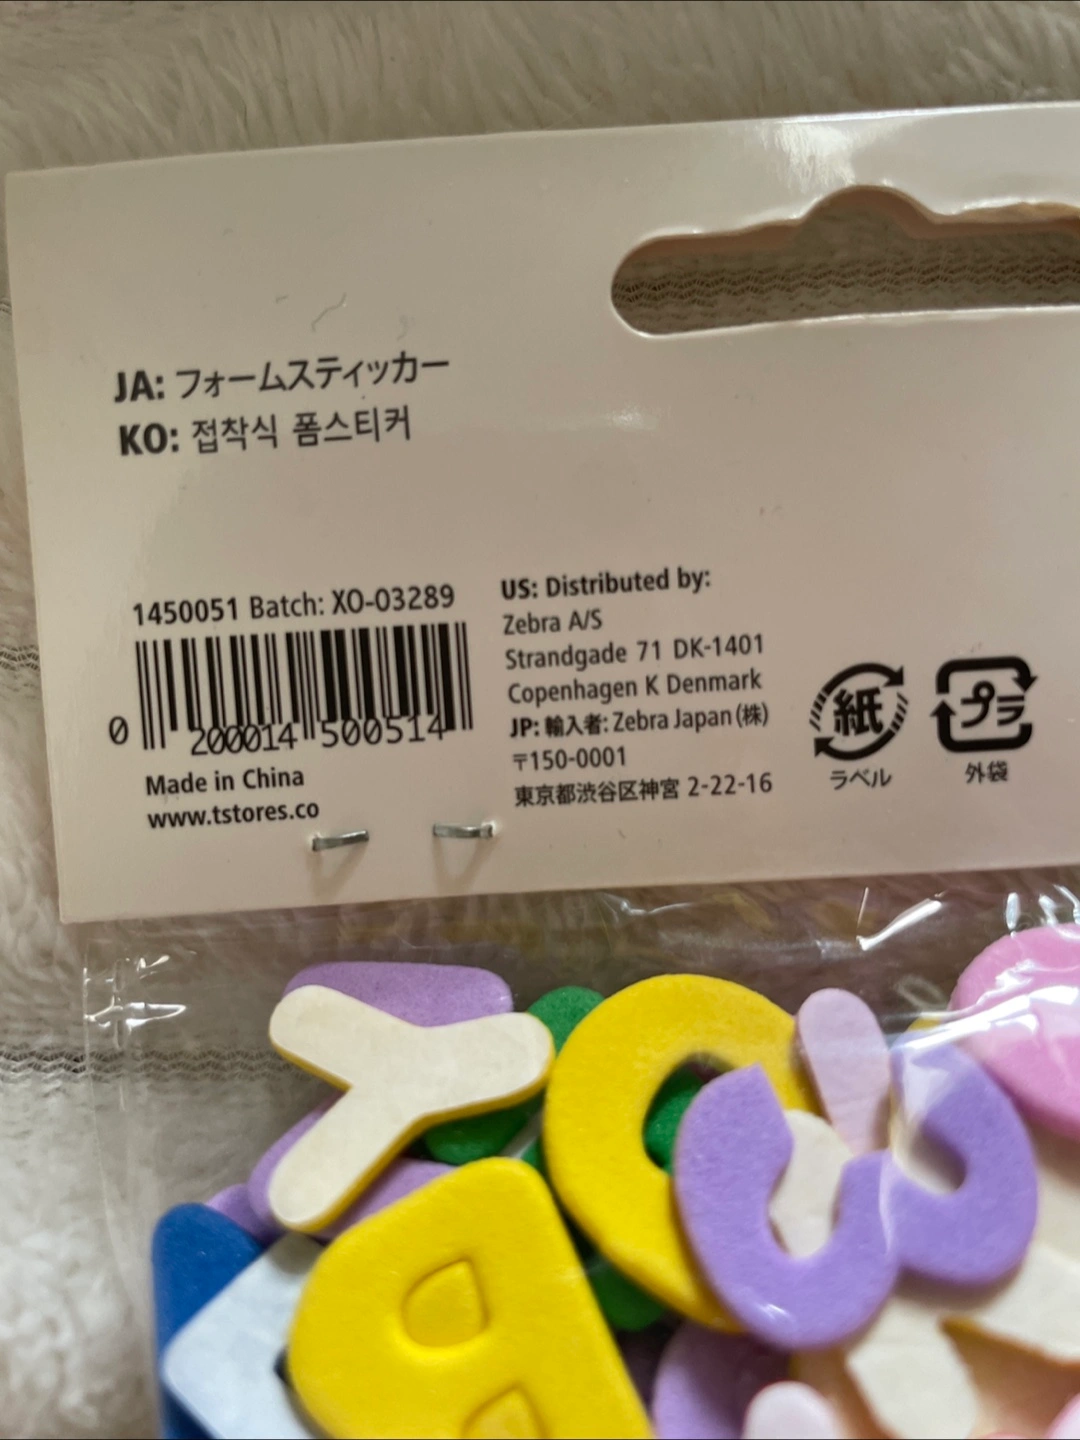 JA: フォームスティッカー
KO: 접착식 폼스티커
1450051 Batch: XO-03289
0 200014 500514
Made in China
www.tstores.co
US: Distributed by:
Zebra A/S
Strandgade 71 DK-1401
Copenhagen K Denmark
JP: 輸入者: Zebra Japan (株)
〒150-0001
東京都渋谷区神宮 2-22-16
紙
ラベル
プラ
外袋